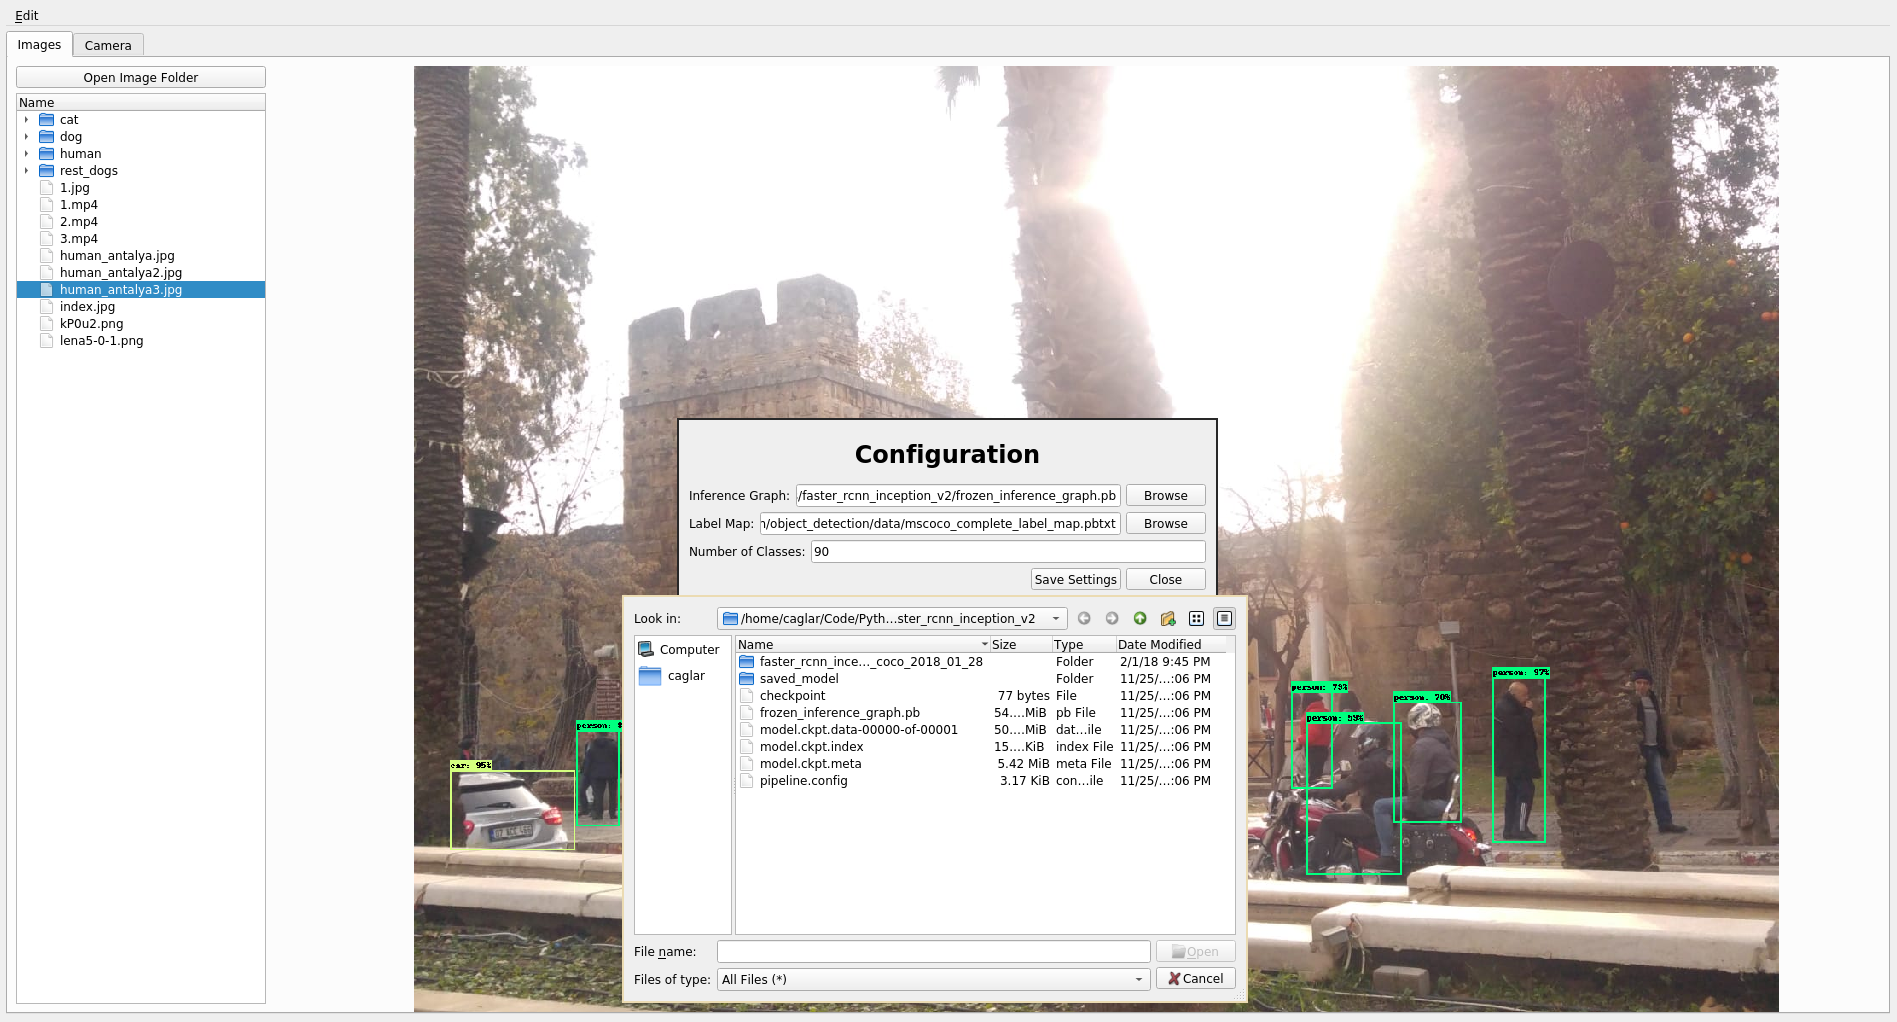 Edit
Images
Camera
Open Image Folder
Name
cat
dog
human
rest_dogs
1.jpg
1.mp4
2.mp4
3.mp4
human_antalya.jpg
human_antalya2.jpg
human_antalya3.jpg
index.jpg
kP0u2.png
lena5-0-1.png
Configuration
Inference Graph: /faster_rcnn_inception_v2/frozen_inference_graph.pb Browse
Label Map: n/object_detection/data/mscoco_complete_label_map.pbtxt Browse
Number of Classes: 90
Save Settings Close
Look in: /home/caglar/Code/Pyth...ster_rcnn_inception_v2
Computer
caglar
Name Size Type Date Modified
faster_rcnn_ince..._coco_2018_01_28 Folder 2/1/18 9:45 PM
saved_model Folder 11/25/...:06 PM
checkpoint 77 bytes File 11/25/...:06 PM
frozen_inference_graph.pb 54....MiB pb File 11/25/...:06 PM
model.ckpt.data-00000-of-00001 50....MiB dat...ile 11/25/...:06 PM
model.ckpt.index 15....KiB index File 11/25/...:06 PM
model.ckpt.meta 5.42 MiB meta File 11/25/...:06 PM
pipeline.config 3.17 KiB con...ile 11/25/...:06 PM
File name: Open
Files of type: All Files (*) Cancel
car: 95%
person:
person: 73%
person: 59%
person: 70%
person: 97%